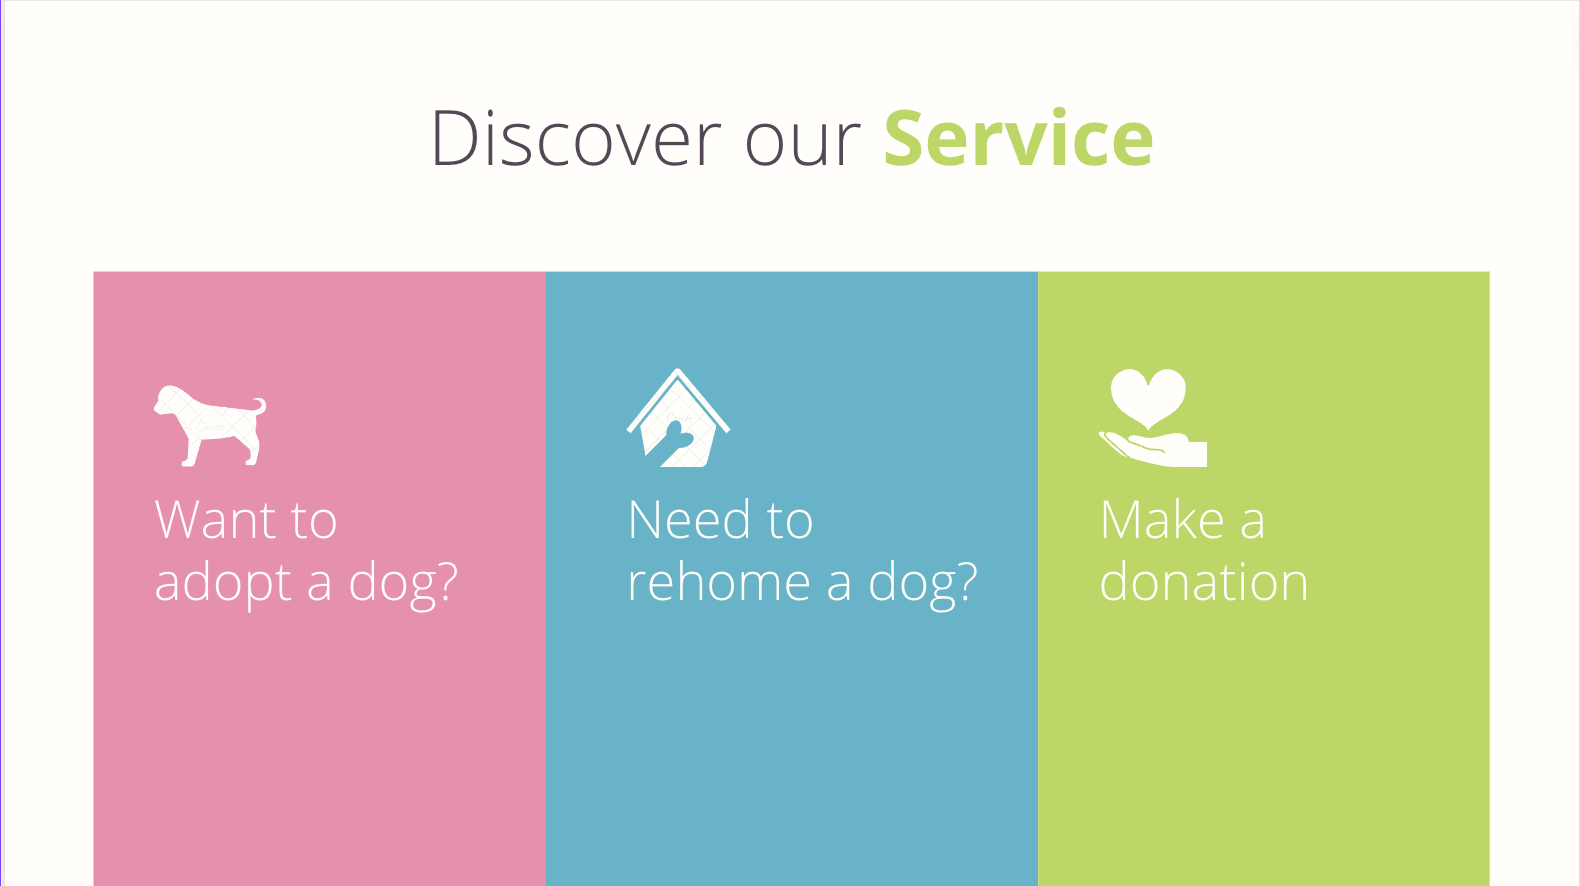 Discover our Service
Want to
adopt a dog?
Need to
rehome a dog?
Make a
donation